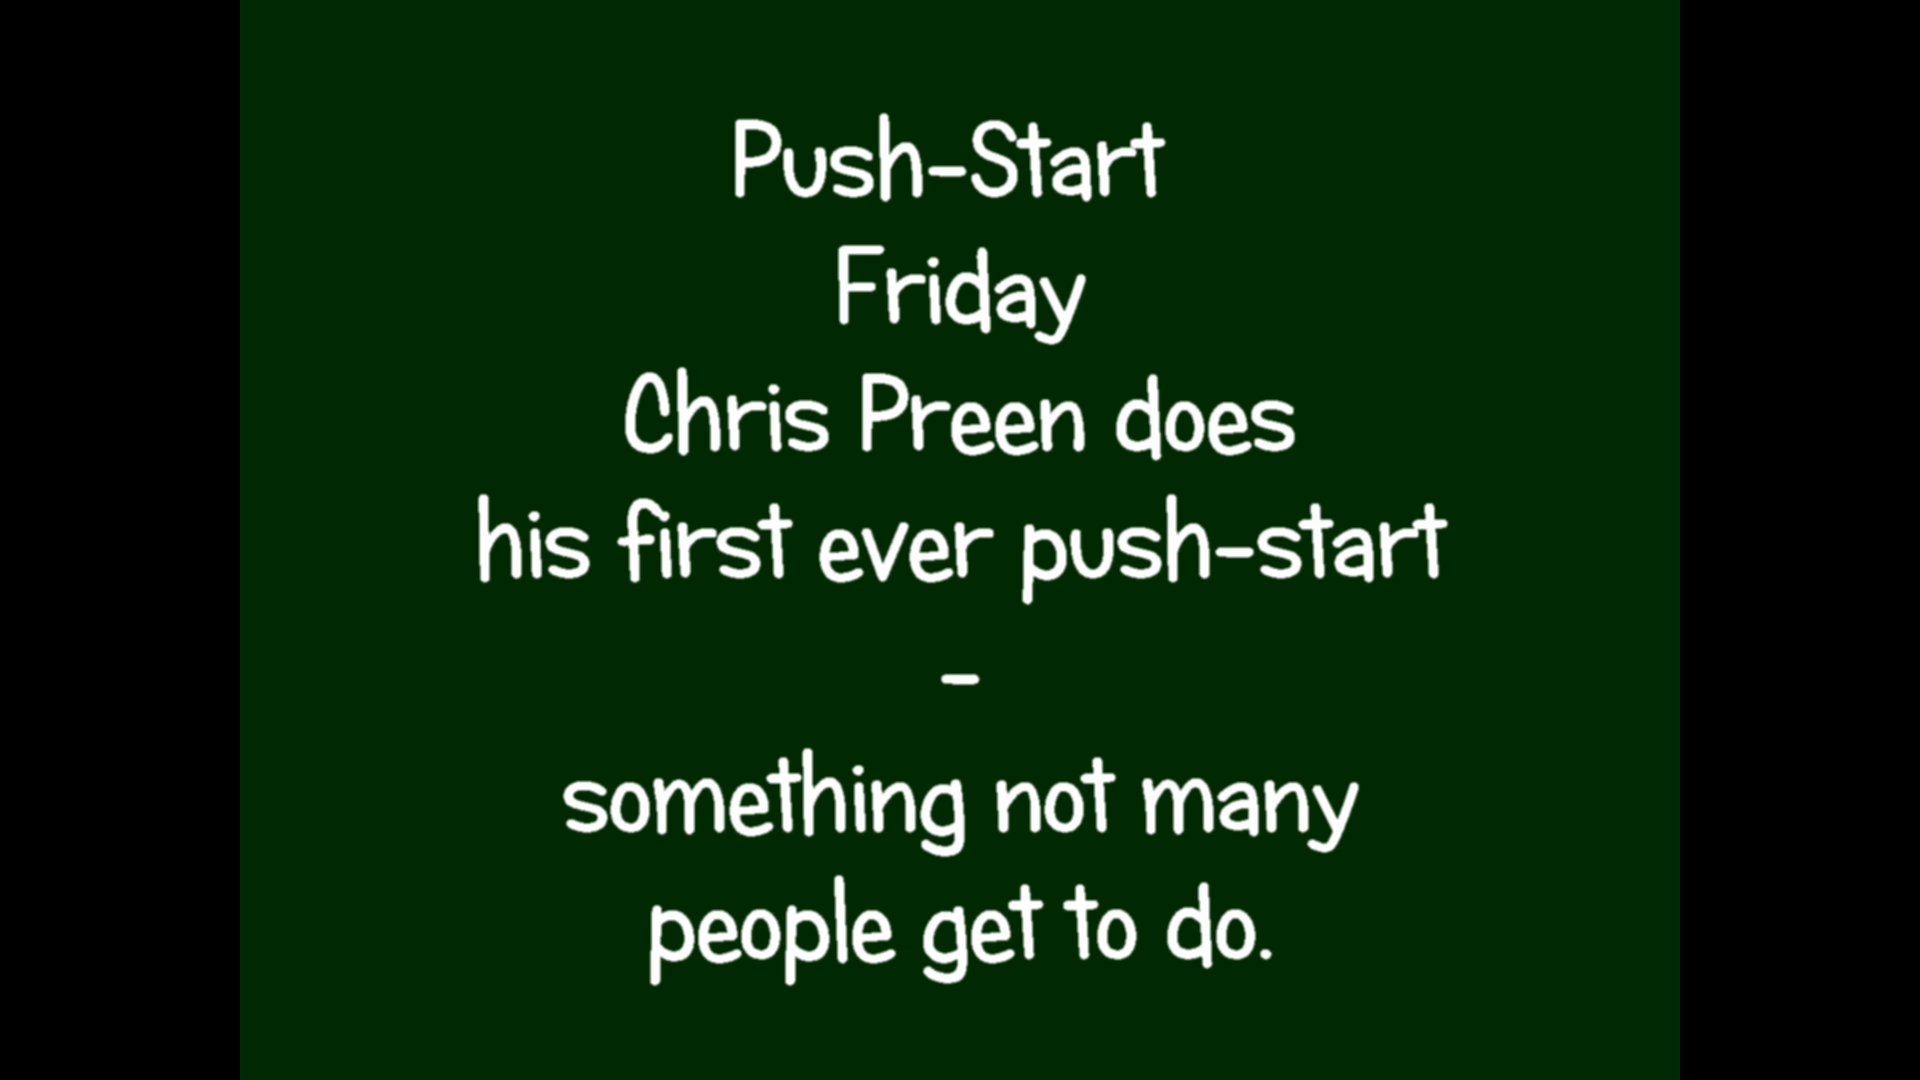 Push-Start
Friday
Chris Preen does
his first ever push-start
-
something not many
people get to do.